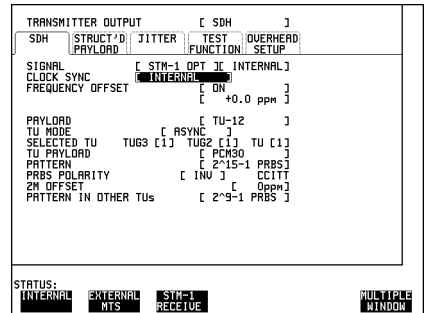 TRANSMITTER OUTPUT [ SDH ]
SDH STRUCT'D PAYLOAD JITTER TEST FUNCTION OVERHEAD SETUP
SIGNAL [ STM-1 OPT ][ INTERNAL]
CLOCK SYNC [ INTERNAL ]
FREQUENCY OFFSET [ ON ]
[ +0.0 ppm ]
PAYLOAD [ TU-12 ]
TU MODE [ ASYNC ]
SELECTED TU TUG3 [1] TUG2 [1] TU [1]
TU PAYLOAD [ PCM30 ]
PATTERN [ 2^15-1 PRBS]
PRBS POLARITY [ INV ] CCITT
2M OFFSET [ 0ppm]
PATTERN IN OTHER TUs [ 2^9-1 PRBS ]
STATUS:
INTERNAL EXTERNAL MTS STM-1 RECEIVE MULTIPLE WINDOW